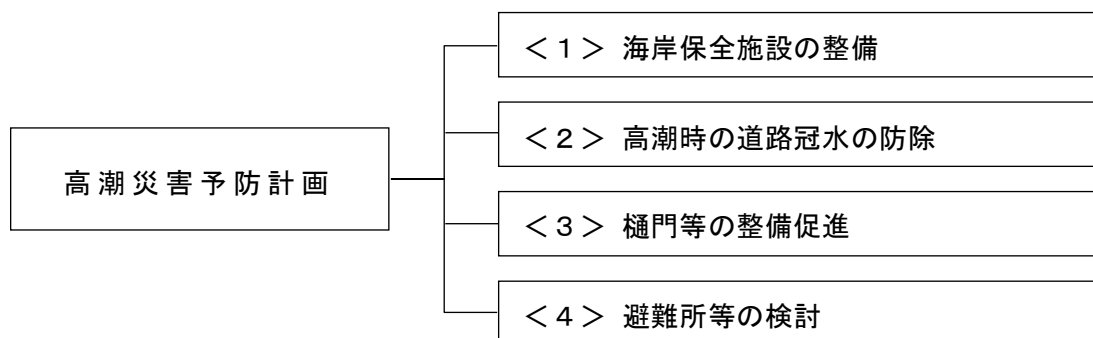 ＜１＞ 海岸保全施設の整備
＜２＞ 高潮時の道路冠水の防除
高潮災害予防計画
＜３＞ 樋門等の整備促進
＜４＞ 避難所等の検討